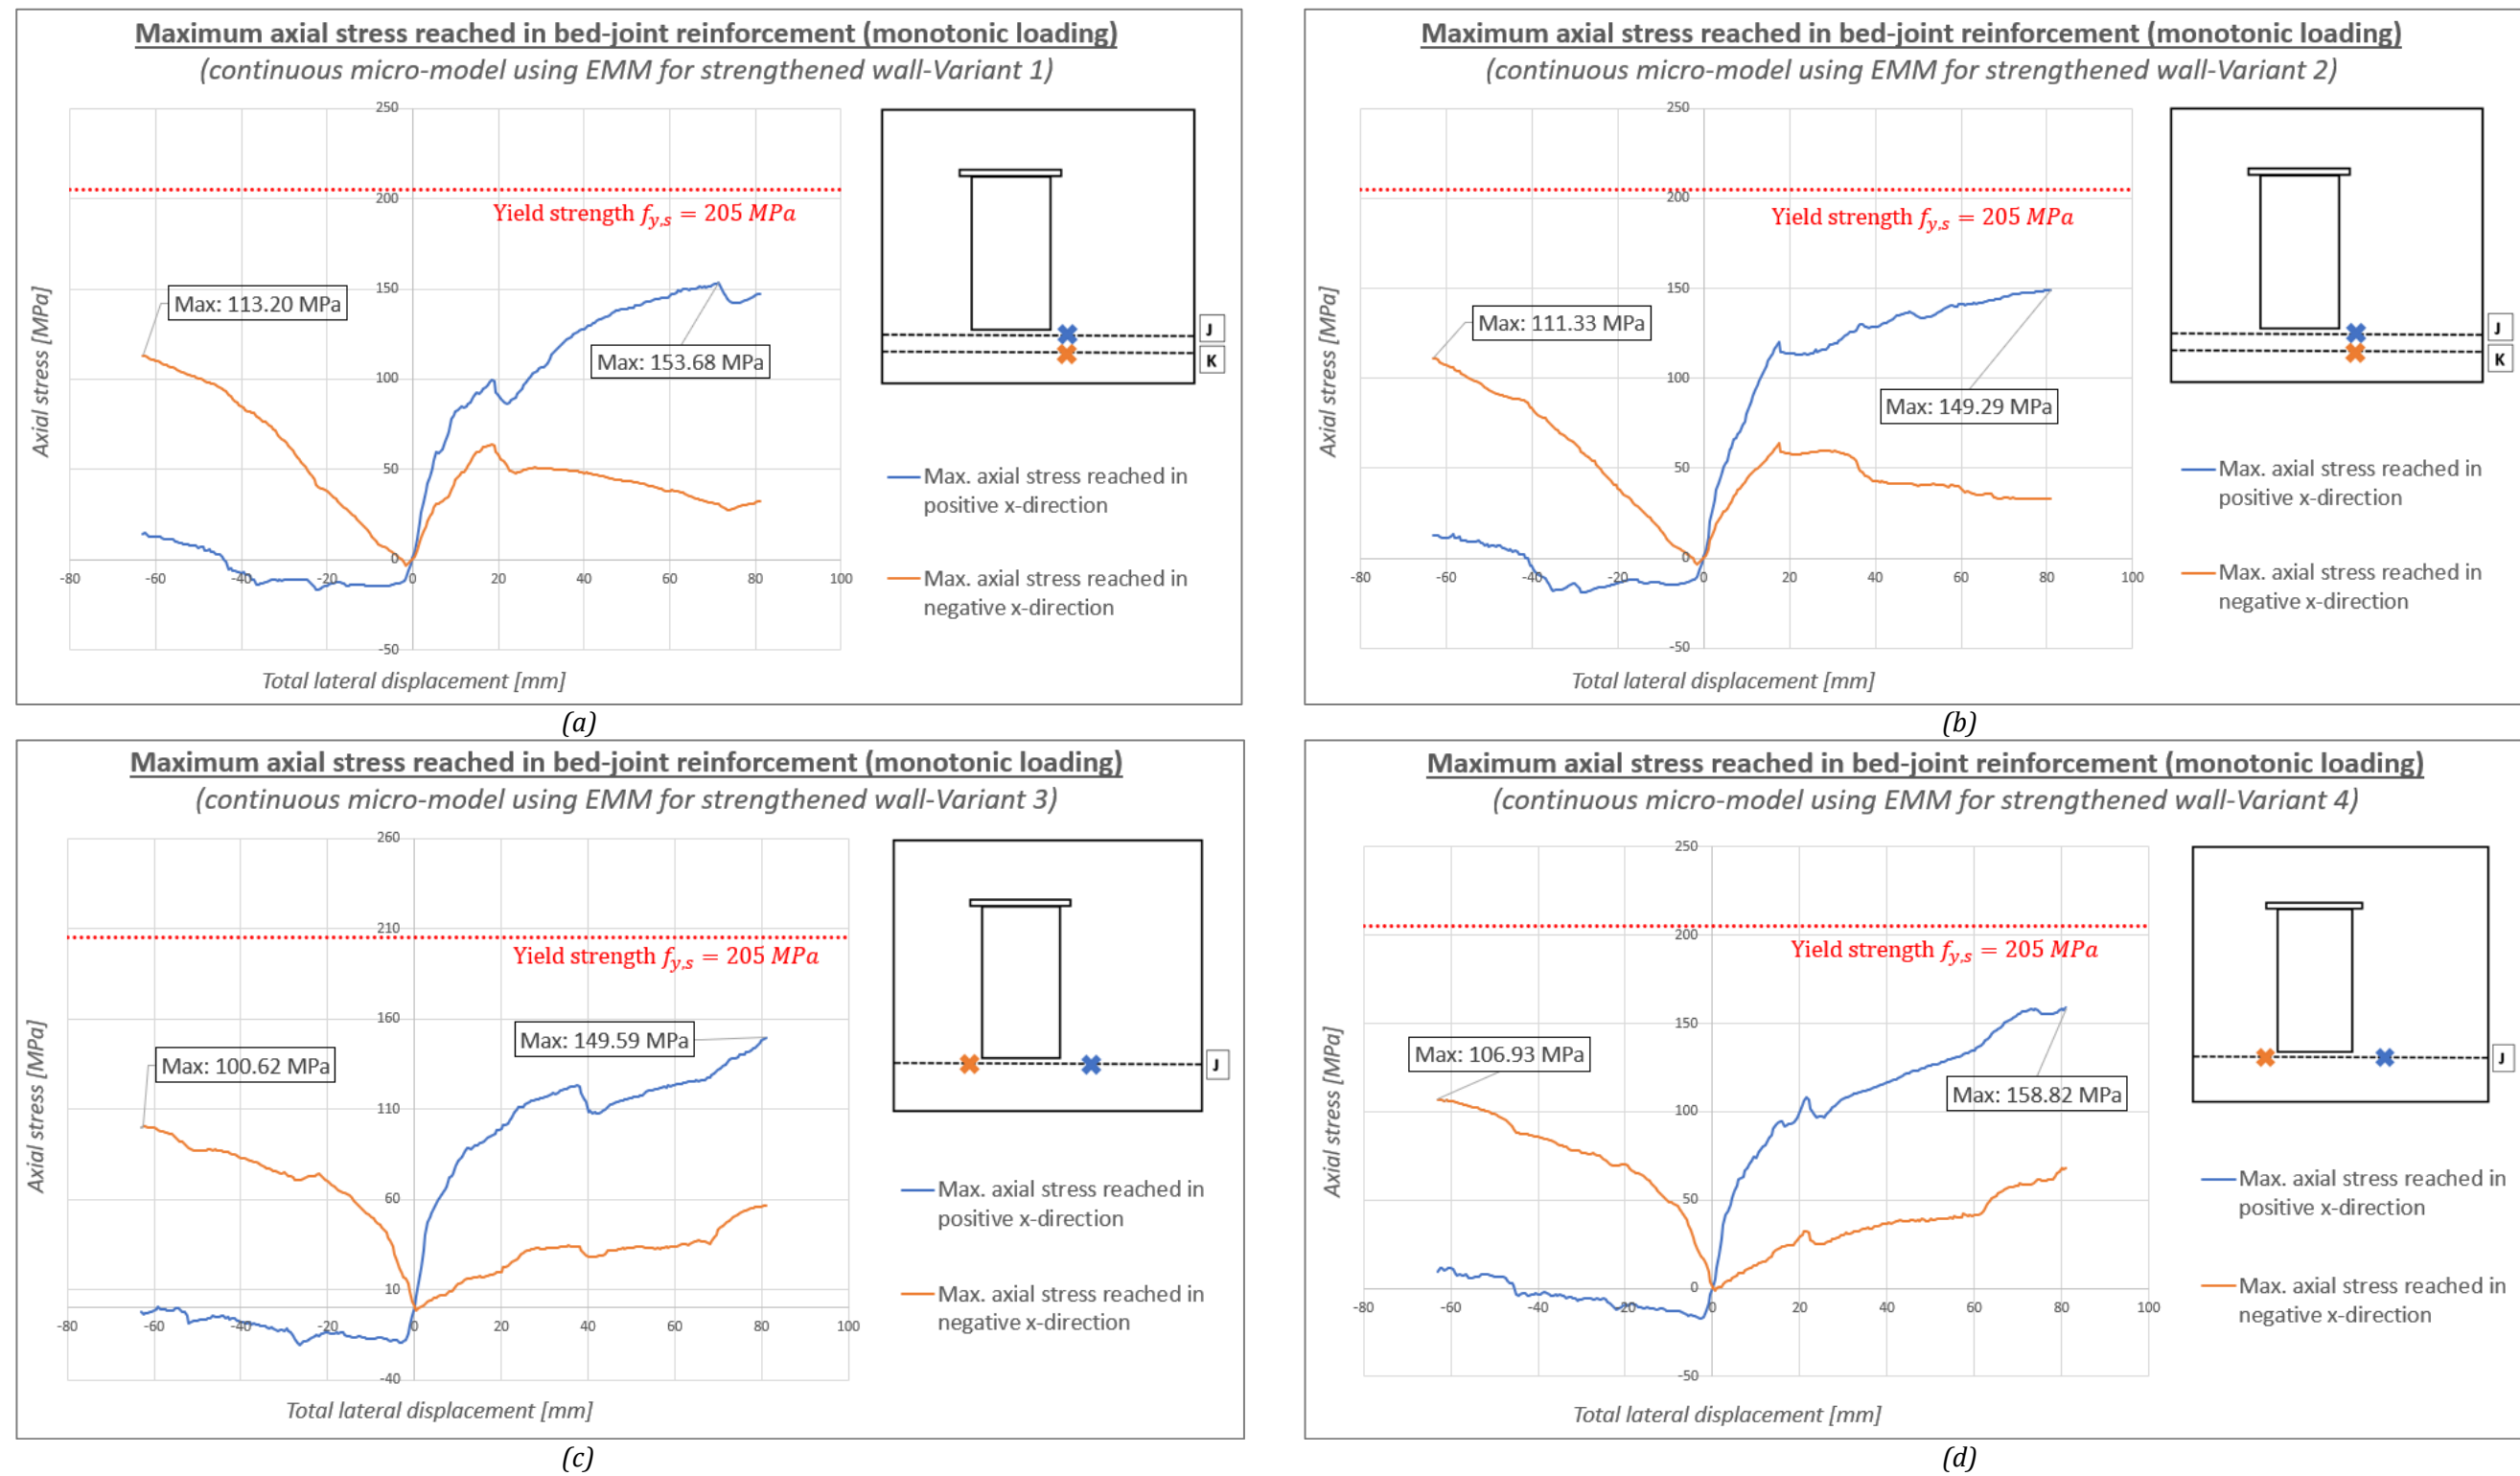 Maximum axial stress reached in bed-joint reinforcement (monotonic loading)
(continuous micro-model using EMM for strengthened wall-Variant 1)
250
200
150
100
50
0
-50
-80
-60
-40
-20
0
20
40
60
80
100
Axial stress [MPa]
Total lateral displacement [mm]
Yield strength f_{y,s} = 205 MPa
Max: 113.20 MPa
Max: 153.68 MPa
J
K
Max. axial stress reached in
positive x-direction
Max. axial stress reached in
negative x-direction
(a)
Maximum axial stress reached in bed-joint reinforcement (monotonic loading)
(continuous micro-model using EMM for strengthened wall-Variant 2)
250
200
150
100
50
0
-50
-80
-60
-40
-20
0
20
40
60
80
100
Axial stress [MPa]
Total lateral displacement [mm]
Yield strength f_{y,s} = 205 MPa
Max: 111.33 MPa
Max: 149.29 MPa
J
K
Max. axial stress reached in
positive x-direction
Max. axial stress reached in
negative x-direction
(b)
Maximum axial stress reached in bed-joint reinforcement (monotonic loading)
(continuous micro-model using EMM for strengthened wall-Variant 3)
260
210
160
110
60
10
-40
-80
-60
-40
-20
0
20
40
60
80
100
Axial stress [MPa]
Total lateral displacement [mm]
Yield strength f_{y,s} = 205 MPa
Max: 100.62 MPa
Max: 149.59 MPa
J
Max. axial stress reached in
positive x-direction
Max. axial stress reached in
negative x-direction
(c)
Maximum axial stress reached in bed-joint reinforcement (monotonic loading)
(continuous micro-model using EMM for strengthened wall-Variant 4)
250
200
150
100
50
0
-50
-80
-60
-40
-20
0
20
40
60
80
100
Axial stress [MPa]
Total lateral displacement [mm]
Yield strength f_{y,s} = 205 MPa
Max: 106.93 MPa
Max: 158.82 MPa
J
Max. axial stress reached in
positive x-direction
Max. axial stress reached in
negative x-direction
(d)